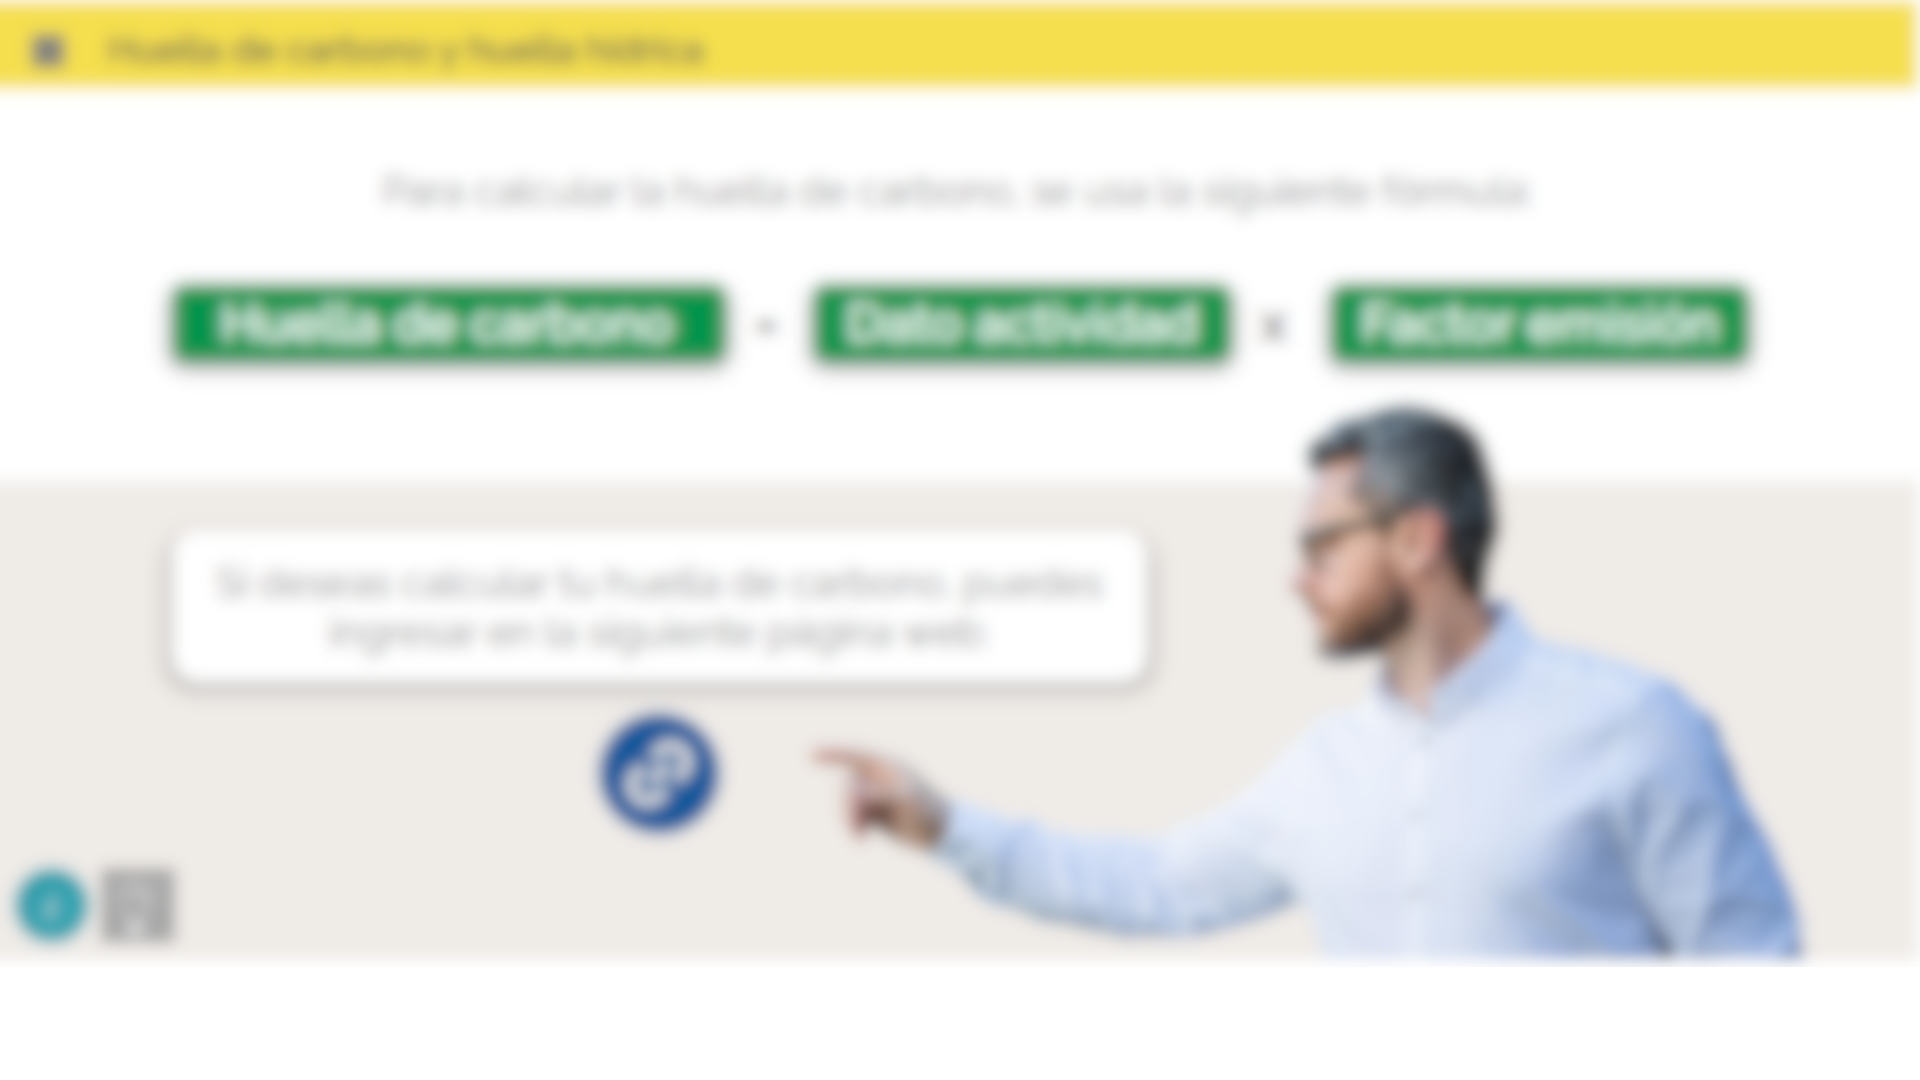 Huella de carbono y huella hídrica
Para calcular la huella de carbono, se usa la siguiente fórmula:
Huella de carbono = Dato actividad x Factor emisión
Si deseas calcular tu huella de carbono, puedes
ingresar en la siguiente página web: